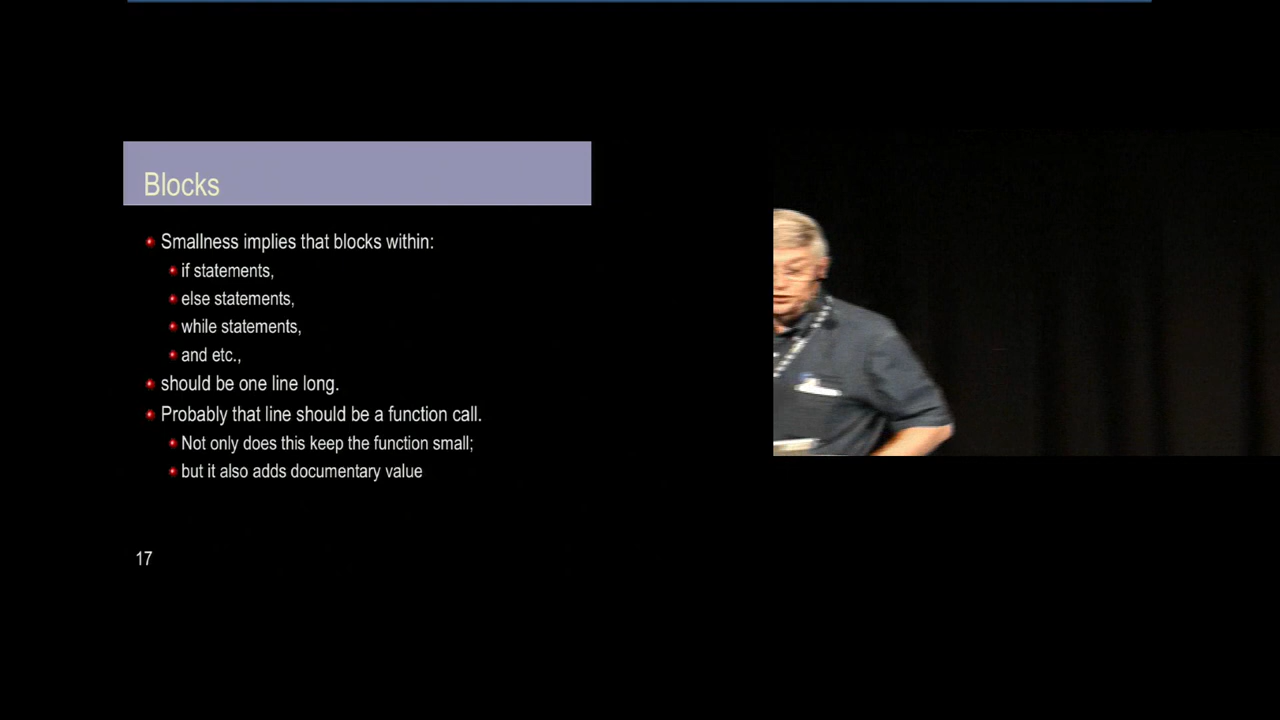 Blocks
Smallness implies that blocks within:
if statements,
else statements,
while statements,
and etc.,
should be one line long.
Probably that line should be a function call.
Not only does this keep the function small;
but it also adds documentary value
17